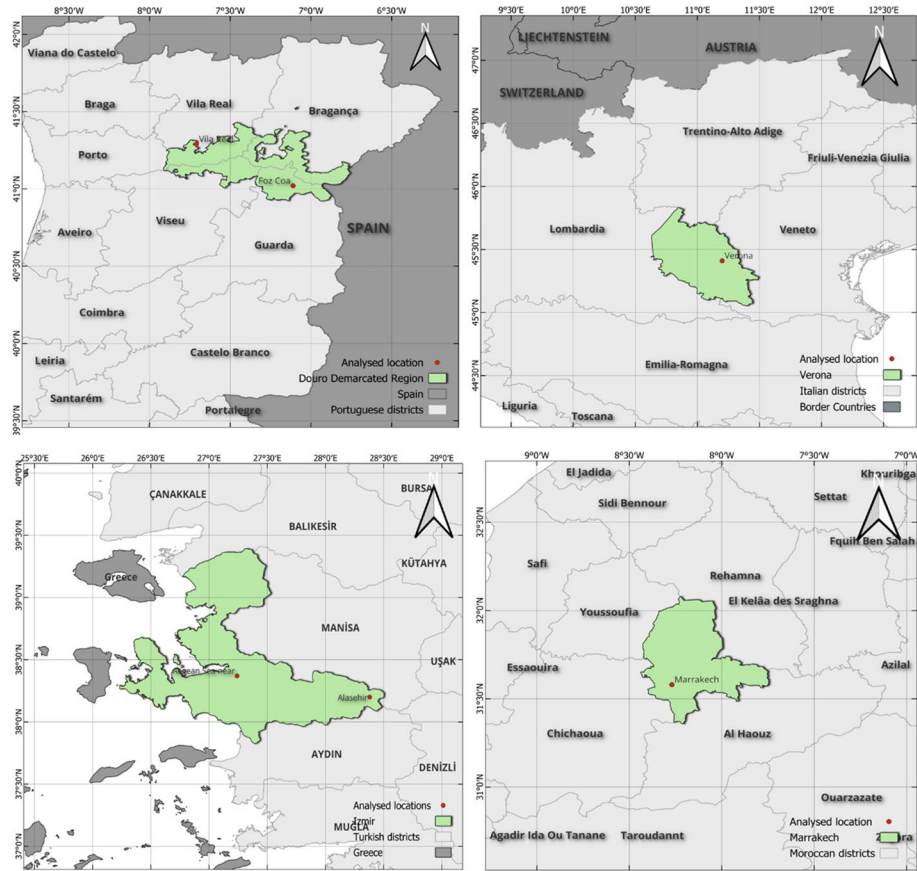 8°30'W 8°W 7°30'W 7°W 6°30'W
42°0'N
41°30'N
41°0'N
40°30'N
40°0'N
39°30'N
N
Viana do Castelo
Braga
Vila Real
Bragança
Vila Real
Porto
Foz Coa
Aveiro
Viseu
SPAIN
Guarda
Coimbra
Castelo Branco
Leiria
Santarém
Portalegre
Analysed location
Douro Demarcated Region
Spain
Portuguese districts
9°30'E 10°0'E 10°30'E 11°0'E 11°30'E 12°0'E 12°30'E
47°0'N
46°30'N
46°0'N
45°30'N
45°0'N
44°30'N
N
LIECHTENSTEIN
AUSTRIA
SWITZERLAND
Trentino-Alto Adige
Friuli-Venezia Giulia
Lombardia
Veneto
Verona
Emilia-Romagna
Liguria
Toscana
Analysed location
Verona
Italian districts
Border Countries
25°5'E 26°0'E 26°30'E 27°0'E 27°30'E 28°0'E 28°30'E 29°0'E
39°30'N
39°0'N
38°30'N
38°0'N
37°30'N
37°0'N
N
ÇANAKKALE
BURSA
BALIKESİR
KÜTAHYA
Greece
MANİSA
UŞAK
Alasehir
AYDIN
DENİZLİ
MUĞLA
Analysed locations
Izmir
Turkish districts
Greece
9°0'W 8°30'W 8°0'W 7°30'W 7°0'W
32°30'N
32°0'N
31°30'N
31°0'N
N
El Jadida
Khouribga
Sidi Bennour
Settat
Fquih Ben Salah
Safi
Rehamna
El Kelâa des Sraghna
Youssoufia
Essaouira
Azilal
Marrakech
Chichaoua
Al Haouz
Ouarzazate
Agadir Ida Ou Tanane
Taroudannt
Analysed location
Marrakech
Moroccan districts